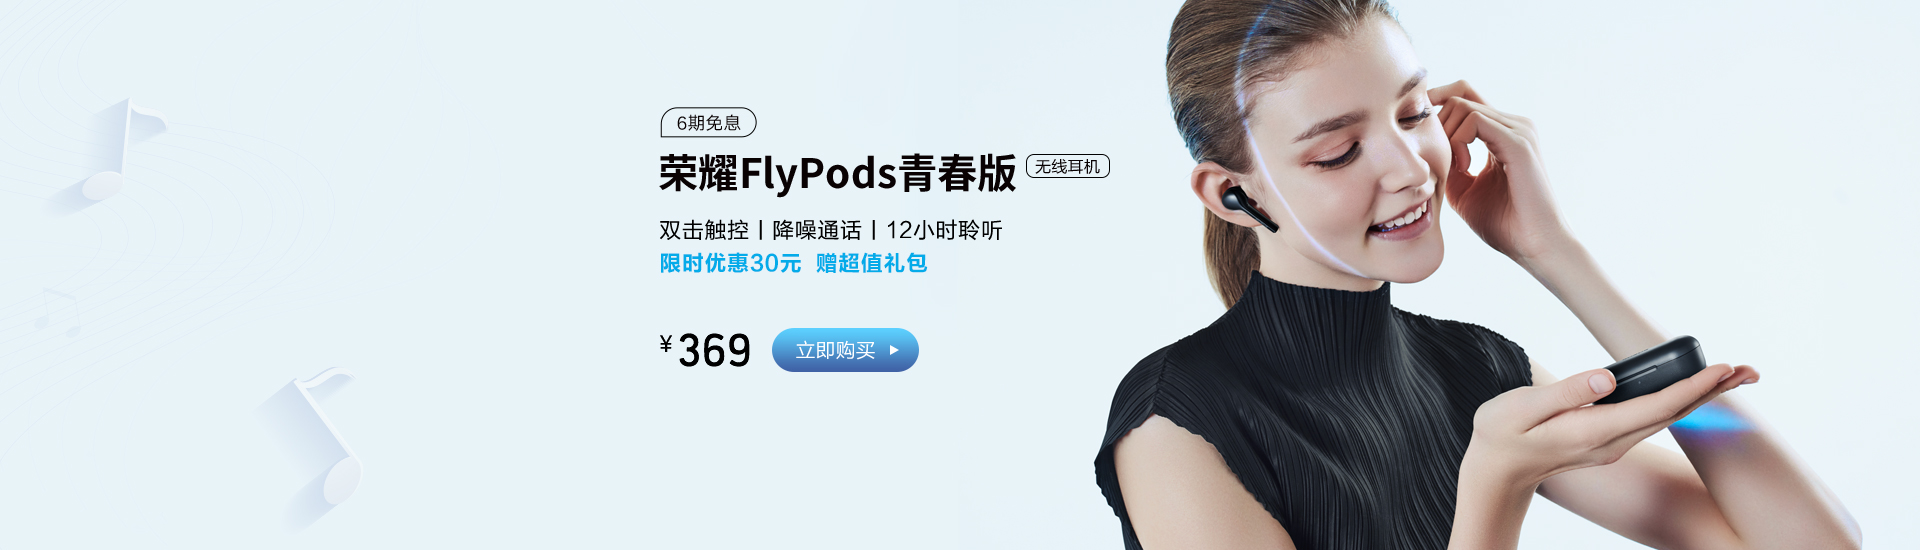 6期免息
荣耀FlyPods青春版 无线耳机
双击触控丨降噪通话丨12小时聆听
限时优惠30元 赠超值礼包
¥369 立即购买